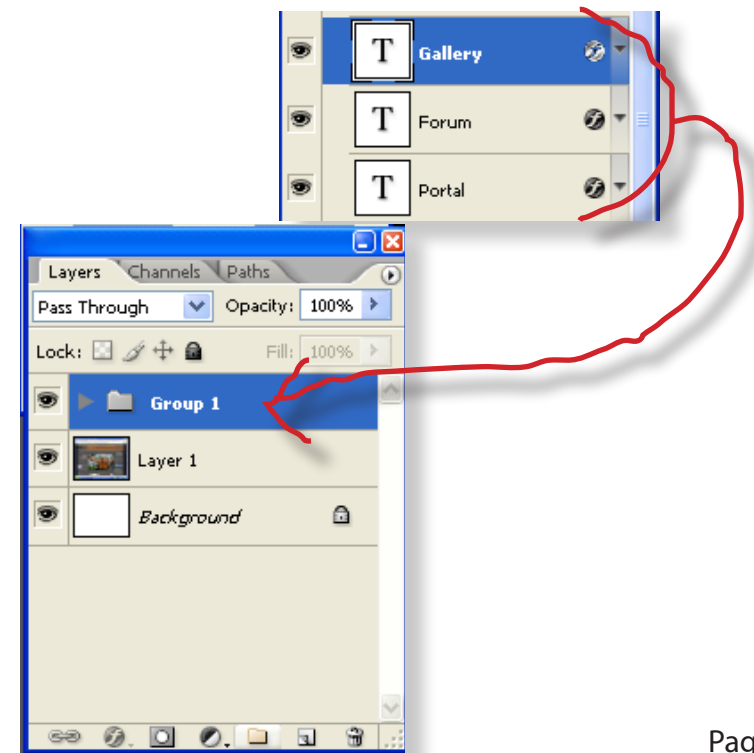 T Gallery
T Forum
T Portal
Layers Channels Paths
Pass Through Opacity: 100%
Lock: Fill: 100%
Group 1
Layer 1
Background